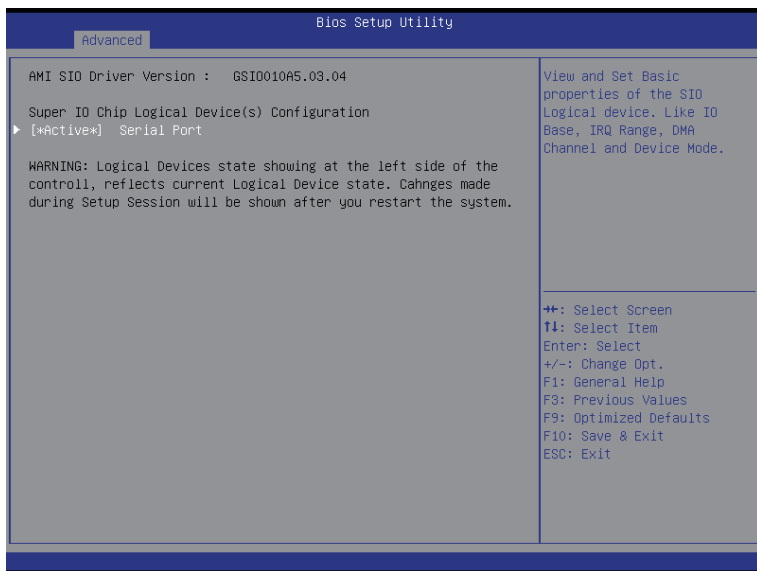 Bios Setup Utility
Advanced
AMI SIO Driver Version :   GSIO010A5.03.04
Super IO Chip Logical Device(s) Configuration
[*Active*]  Serial Port
WARNING: Logical Devices state showing at the left side of the
controll, reflects current Logical Device state. Cahnges made
during Setup Session will be shown after you restart the system.
View and Set Basic
properties of the SIO
Logical device. Like IO
Base, IRQ Range, DMA
Channel and Device Mode.
→←: Select Screen
↑↓: Select Item
Enter: Select
+/-: Change Opt.
F1: General Help
F3: Previous Values
F9: Optimized Defaults
F10: Save & Exit
ESC: Exit